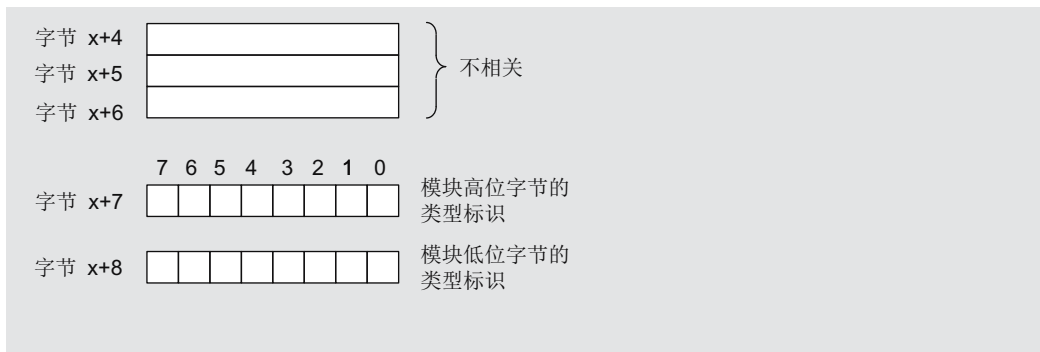 字节 x+4
字节 x+5
不相关
字节 x+6
7 6 5 4 3 2 1 0
字节 x+7
模块高位字节的
类型标识
字节 x+8
模块低位字节的
类型标识